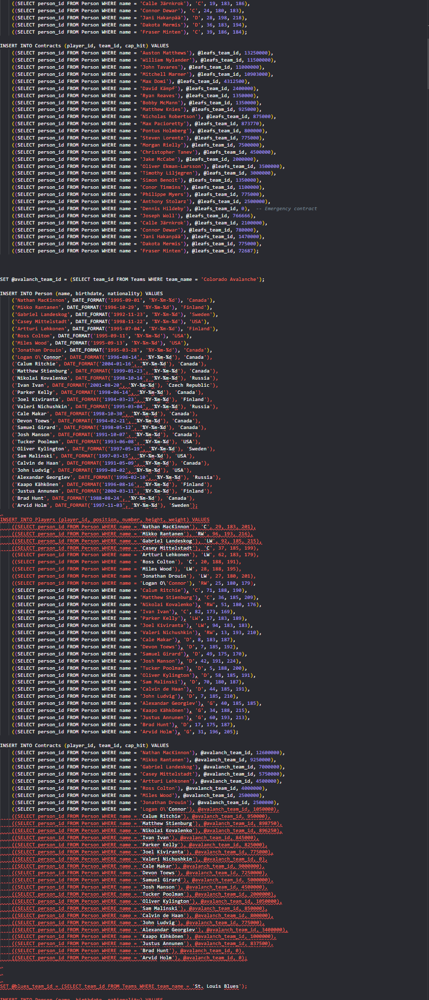 ((SELECT person_id FROM Person WHERE name = 'Calle Järnkrok'), 'C', 19, 183, 186),
((SELECT person_id FROM Person WHERE name = 'Connor Dewar'), 'C', 24, 180, 183),
((SELECT person_id FROM Person WHERE name = 'Jani Hakanpää'), 'D', 28, 198, 218),
((SELECT person_id FROM Person WHERE name = 'Dakota Mermis'), 'D', 36, 183, 194),
((SELECT person_id FROM Person WHERE name = 'Fraser Minten'), 'C', 39, 186, 184);
INSERT INTO Contracts (player_id, team_id, cap_hit) VALUES
((SELECT person_id FROM Person WHERE name = 'Auston Matthews'), @leafs_team_id, 13250000),
((SELECT person_id FROM Person WHERE name = 'William Nylander'), @leafs_team_id, 11500000),
((SELECT person_id FROM Person WHERE name = 'John Tavares'), @leafs_team_id, 11000000),
((SELECT person_id FROM Person WHERE name = 'Mitchell Marner'), @leafs_team_id, 10903000),
((SELECT person_id FROM Person WHERE name = 'Max Domi'), @leafs_team_id, 4312500),
((SELECT person_id FROM Person WHERE name = 'David Kämpf'), @leafs_team_id, 2400000),
((SELECT person_id FROM Person WHERE name = 'Ryan Reaves'), @leafs_team_id, 1350000),
((SELECT person_id FROM Person WHERE name = 'Bobby McMann'), @leafs_team_id, 1350000),
((SELECT person_id FROM Person WHERE name = 'Matthew Knies'), @leafs_team_id, 925000),
((SELECT person_id FROM Person WHERE name = 'Nicholas Robertson'), @leafs_team_id, 875000),
((SELECT person_id FROM Person WHERE name = 'Max Pacioretty'), @leafs_team_id, 873770),
((SELECT person_id FROM Person WHERE name = 'Pontus Holmberg'), @leafs_team_id, 800000),
((SELECT person_id FROM Person WHERE name = 'Steven Lorentz'), @leafs_team_id, 775000),
((SELECT person_id FROM Person WHERE name = 'Morgan Rielly'), @leafs_team_id, 7500000),
((SELECT person_id FROM Person WHERE name = 'Christopher Tanev'), @leafs_team_id, 4500000),
((SELECT person_id FROM Person WHERE name = 'Jake McCabe'), @leafs_team_id, 2000000),
((SELECT person_id FROM Person WHERE name = 'Oliver Ekman-Larsson'), @leafs_team_id, 3500000),
((SELECT person_id FROM Person WHERE name = 'Timothy Liljegren'), @leafs_team_id, 3000000),
((SELECT person_id FROM Person WHERE name = 'Simon Benoit'), @leafs_team_id, 1350000),
((SELECT person_id FROM Person WHERE name = 'Conor Timmins'), @leafs_team_id, 1100000),
((SELECT person_id FROM Person WHERE name = 'Philippe Myers'), @leafs_team_id, 775000),
((SELECT person_id FROM Person WHERE name = 'Anthony Stolarz'), @leafs_team_id, 2500000),
((SELECT person_id FROM Person WHERE name = 'Dennis Hildeby'), @leafs_team_id, 0), -- Emergency contract
((SELECT person_id FROM Person WHERE name = 'Joseph Woll'), @leafs_team_id, 766666),
((SELECT person_id FROM Person WHERE name = 'Calle Järnkrok'), @leafs_team_id, 2100000),
((SELECT person_id FROM Person WHERE name = 'Connor Dewar'), @leafs_team_id, 780000),
((SELECT person_id FROM Person WHERE name = 'Jani Hakanpää'), @leafs_team_id, 1470000),
((SELECT person_id FROM Person WHERE name = 'Dakota Mermis'), @leafs_team_id, 775000),
((SELECT person_id FROM Person WHERE name = 'Fraser Minten'), @leafs_team_id, 72687);
SET @avalanch_team_id = (SELECT team_id FROM Teams WHERE team_name = 'Colorado Avalanche');
INSERT INTO Person (name, birthdate, nationality) VALUES
('Nathan MacKinnon', DATE_FORMAT('1995-09-01', '%Y-%m-%d'), 'Canada'),
('Mikko Rantanen', DATE_FORMAT('1996-10-29', '%Y-%m-%d'), 'Finland'),
('Gabriel Landeskog', DATE_FORMAT('1992-11-23', '%Y-%m-%d'), 'Sweden'),
('Casey Mittelstadt', DATE_FORMAT('1998-11-22', '%Y-%m-%d'), 'USA'),
('Artturi Lehkonen', DATE_FORMAT('1995-07-04', '%Y-%m-%d'), 'Finland'),
('Ross Colton', DATE_FORMAT('1995-09-11', '%Y-%m-%d'), 'USA'),
('Miles Wood', DATE_FORMAT('1995-09-13', '%Y-%m-%d'), 'USA'),
('Jonathan Drouin', DATE_FORMAT('1995-03-28', '%Y-%m-%d'), 'Canada'),
('Logan O\'Connor', DATE_FORMAT('1996-08-14', '%Y-%m-%d'), 'Canada'),
('Calum Ritchie', DATE_FORMAT('2004-01-16', '%Y-%m-%d'), 'Canada'),
('Matthew Stienburg', DATE_FORMAT('1999-01-23', '%Y-%m-%d'), 'Canada'),
('Nikolai Kovalenko', DATE_FORMAT('1998-10-14', '%Y-%m-%d'), 'Russia'),
('Ivan Ivan', DATE_FORMAT('2001-08-20', '%Y-%m-%d'), 'Czech Republic'),
('Parker Kelly', DATE_FORMAT('1998-06-14', '%Y-%m-%d'), 'Canada'),
('Joel Kiviranta', DATE_FORMAT('1994-03-23', '%Y-%m-%d'), 'Finland'),
('Valeri Nichushkin', DATE_FORMAT('1995-03-04', '%Y-%m-%d'), 'Russia'),
('Cale Makar', DATE_FORMAT('1998-10-30', '%Y-%m-%d'), 'Canada'),
('Devon Toews', DATE_FORMAT('1994-02-21', '%Y-%m-%d'), 'Canada'),
('Samuel Girard', DATE_FORMAT('1998-05-12', '%Y-%m-%d'), 'Canada'),
('Josh Manson', DATE_FORMAT('1991-10-07', '%Y-%m-%d'), 'Canada'),
('Tucker Poolman', DATE_FORMAT('1993-06-08', '%Y-%m-%d'), 'USA'),
('Oliver Kylington', DATE_FORMAT('1997-05-19', '%Y-%m-%d'), 'Sweden'),
('Sam Malinski', DATE_FORMAT('1997-03-15', '%Y-%m-%d'), 'USA'),
('Calvin de Haan', DATE_FORMAT('1991-05-09', '%Y-%m-%d'), 'Canada'),
('John Ludvig', DATE_FORMAT('1999-08-02', '%Y-%m-%d'), 'USA'),
('Alexandar Georgiev', DATE_FORMAT('1996-02-10', '%Y-%m-%d'), 'Russia'),
('Kaapo Kähkönen', DATE_FORMAT('1996-08-16', '%Y-%m-%d'), 'Finland'),
('Justus Annunen', DATE_FORMAT('2000-03-11', '%Y-%m-%d'), 'Finland'),
('Brad Hunt', DATE_FORMAT('1988-08-24', '%Y-%m-%d'), 'Canada'),
('Arvid Holm', DATE_FORMAT('1997-11-03', '%Y-%m-%d'), 'Sweden');
INSERT INTO Players (player_id, position, number, height, weight) VALUES
((SELECT person_id FROM Person WHERE name = 'Nathan MacKinnon'), 'C', 29, 183, 201),
((SELECT person_id FROM Person WHERE name = 'Mikko Rantanen'), 'RW', 96, 193, 216),
((SELECT person_id FROM Person WHERE name = 'Gabriel Landeskog'), 'LW', 92, 185, 215),
((SELECT person_id FROM Person WHERE name = 'Casey Mittelstadt'), 'C', 37, 185, 199),
((SELECT person_id FROM Person WHERE name = 'Artturi Lehkonen'), 'LW', 62, 183, 179),
((SELECT person_id FROM Person WHERE name = 'Ross Colton'), 'C', 20, 188, 191),
((SELECT person_id FROM Person WHERE name = 'Miles Wood'), 'LW', 28, 188, 195),
((SELECT person_id FROM Person WHERE name = 'Jonathan Drouin'), 'LW', 27, 180, 201),
((SELECT person_id FROM Person WHERE name = 'Logan O\'Connor'), 'RW', 25, 180, 179),
((SELECT person_id FROM Person WHERE name = 'Calum Ritchie'), 'C', 71, 188, 190),
((SELECT person_id FROM Person WHERE name = 'Matthew Stienburg'), 'C', 36, 185, 209),
((SELECT person_id FROM Person WHERE name = 'Nikolai Kovalenko'), 'RW', 51, 180, 176),
((SELECT person_id FROM Person WHERE name = 'Ivan Ivan'), 'C', 82, 173, 169),
((SELECT person_id FROM Person WHERE name = 'Parker Kelly'), 'LW', 17, 183, 189),
((SELECT person_id FROM Person WHERE name = 'Joel Kiviranta'), 'LW', 94, 183, 183),
((SELECT person_id FROM Person WHERE name = 'Valeri Nichushkin'), 'RW', 13, 193, 210),
((SELECT person_id FROM Person WHERE name = 'Cale Makar'), 'D', 8, 183, 187),
((SELECT person_id FROM Person WHERE name = 'Devon Toews'), 'D', 7, 185, 192),
((SELECT person_id FROM Person WHERE name = 'Samuel Girard'), 'D', 49, 175, 170),
((SELECT person_id FROM Person WHERE name = 'Josh Manson'), 'D', 42, 191, 224),
((SELECT person_id FROM Person WHERE name = 'Tucker Poolman'), 'D', 5, 188, 200),
((SELECT person_id FROM Person WHERE name = 'Oliver Kylington'), 'D', 58, 185, 191),
((SELECT person_id FROM Person WHERE name = 'Sam Malinski'), 'D', 70, 180, 187),
((SELECT person_id FROM Person WHERE name = 'Calvin de Haan'), 'D', 44, 185, 191),
((SELECT person_id FROM Person WHERE name = 'John Ludvig'), 'D', 7, 185, 210),
((SELECT person_id FROM Person WHERE name = 'Alexandar Georgiev'), 'G', 40, 185, 185),
((SELECT person_id FROM Person WHERE name = 'Kaapo Kähkönen'), 'G', 34, 188, 215),
((SELECT person_id FROM Person WHERE name = 'Justus Annunen'), 'G', 60, 193, 213),
((SELECT person_id FROM Person WHERE name = 'Brad Hunt'), 'D', 17, 175, 187),
((SELECT person_id FROM Person WHERE name = 'Arvid Holm'), 'G', 31, 196, 205);
INSERT INTO Contracts (player_id, team_id, cap_hit) VALUES
((SELECT person_id FROM Person WHERE name = 'Nathan MacKinnon'), @avalanch_team_id, 12600000),
((SELECT person_id FROM Person WHERE name = 'Mikko Rantanen'), @avalanch_team_id, 9250000),
((SELECT person_id FROM Person WHERE name = 'Gabriel Landeskog'), @avalanch_team_id, 7000000),
((SELECT person_id FROM Person WHERE name = 'Casey Mittelstadt'), @avalanch_team_id, 5750000),
((SELECT person_id FROM Person WHERE name = 'Artturi Lehkonen'), @avalanch_team_id, 4500000),
((SELECT person_id FROM Person WHERE name = 'Ross Colton'), @avalanch_team_id, 4000000),
((SELECT person_id FROM Person WHERE name = 'Miles Wood'), @avalanch_team_id, 2500000),
((SELECT person_id FROM Person WHERE name = 'Jonathan Drouin'), @avalanch_team_id, 2500000),
((SELECT person_id FROM Person WHERE name = 'Logan O\'Connor'), @avalanch_team_id, 1050000),
((SELECT person_id FROM Person WHERE name = 'Calum Ritchie'), @avalanch_team_id, 950000),
((SELECT person_id FROM Person WHERE name = 'Matthew Stienburg'), @avalanch_team_id, 898750),
((SELECT person_id FROM Person WHERE name = 'Nikolai Kovalenko'), @avalanch_team_id, 896250),
((SELECT person_id FROM Person WHERE name = 'Ivan Ivan'), @avalanch_team_id, 845000),
((SELECT person_id FROM Person WHERE name = 'Parker Kelly'), @avalanch_team_id, 825000),
((SELECT person_id FROM Person WHERE name = 'Joel Kiviranta'), @avalanch_team_id, 775000),
((SELECT person_id FROM Person WHERE name = 'Valeri Nichushkin'), @avalanch_team_id, 0),
((SELECT person_id FROM Person WHERE name = 'Cale Makar'), @avalanch_team_id, 9000000),
((SELECT person_id FROM Person WHERE name = 'Devon Toews'), @avalanch_team_id, 7250000),
((SELECT person_id FROM Person WHERE name = 'Samuel Girard'), @avalanch_team_id, 5000000),
((SELECT person_id FROM Person WHERE name = 'Josh Manson'), @avalanch_team_id, 4500000),
((SELECT person_id FROM Person WHERE name = 'Tucker Poolman'), @avalanch_team_id, 2000000),
((SELECT person_id FROM Person WHERE name = 'Oliver Kylington'), @avalanch_team_id, 1050000),
((SELECT person_id FROM Person WHERE name = 'Sam Malinski'), @avalanch_team_id, 850000),
((SELECT person_id FROM Person WHERE name = 'Calvin de Haan'), @avalanch_team_id, 800000),
((SELECT person_id FROM Person WHERE name = 'John Ludvig'), @avalanch_team_id, 775000),
((SELECT person_id FROM Person WHERE name = 'Alexandar Georgiev'), @avalanch_team_id, 3400000),
((SELECT person_id FROM Person WHERE name = 'Kaapo Kähkönen'), @avalanch_team_id, 1000000),
((SELECT person_id FROM Person WHERE name = 'Justus Annunen'), @avalanch_team_id, 837500),
((SELECT person_id FROM Person WHERE name = 'Brad Hunt'), @avalanch_team_id, 0),
((SELECT person_id FROM Person WHERE name = 'Arvid Holm'), @avalanch_team_id, 0);
SET @blues_team_id = (SELECT team_id FROM Teams WHERE team_name = 'St. Louis Blues');
INSERT INTO Person (name, birthdate, nationality) VALUES